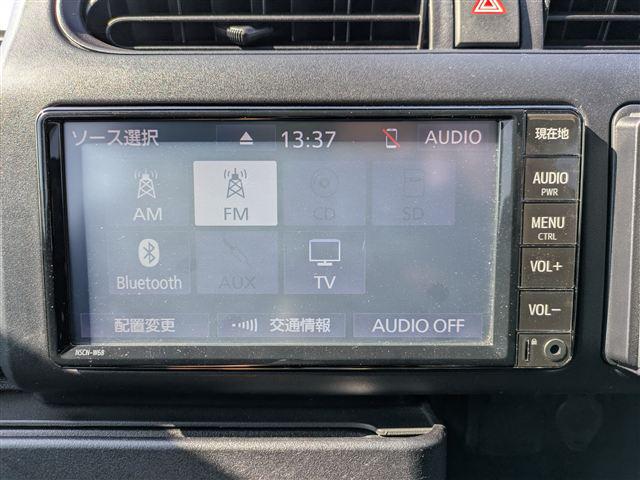 ソース選択 13:37 AUDIO
AM FM CD SD
Bluetooth AUX TV
配置変更 交通情報 AUDIO OFF
NSCN-W68
現在地
AUDIO
PWR
MENU
CTRL
VOL+
VOL−